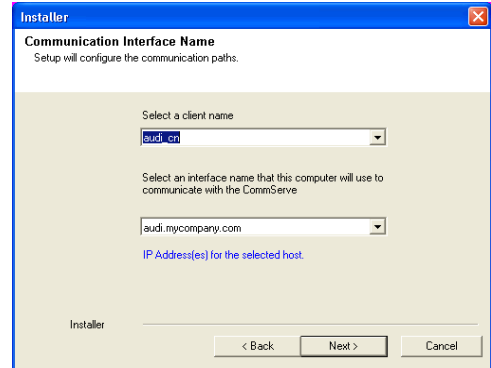 Installer
Communication Interface Name
Setup will configure the communication paths.
Select a client name
audi_cn
Select an interface name that this computer will use to
communicate with the CommServe
audi.mycompany.com
IP Address(es) for the selected host.
Installer
< Back
Next >
Cancel